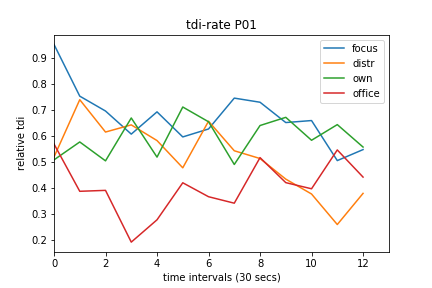 tdi-rate P01
focus
distr
own
office
relative tdi
0.9
0.8
0.7
0.6
0.5
0.4
0.3
0.2
0 2 4 6 8 10 12
time intervals (30 secs)